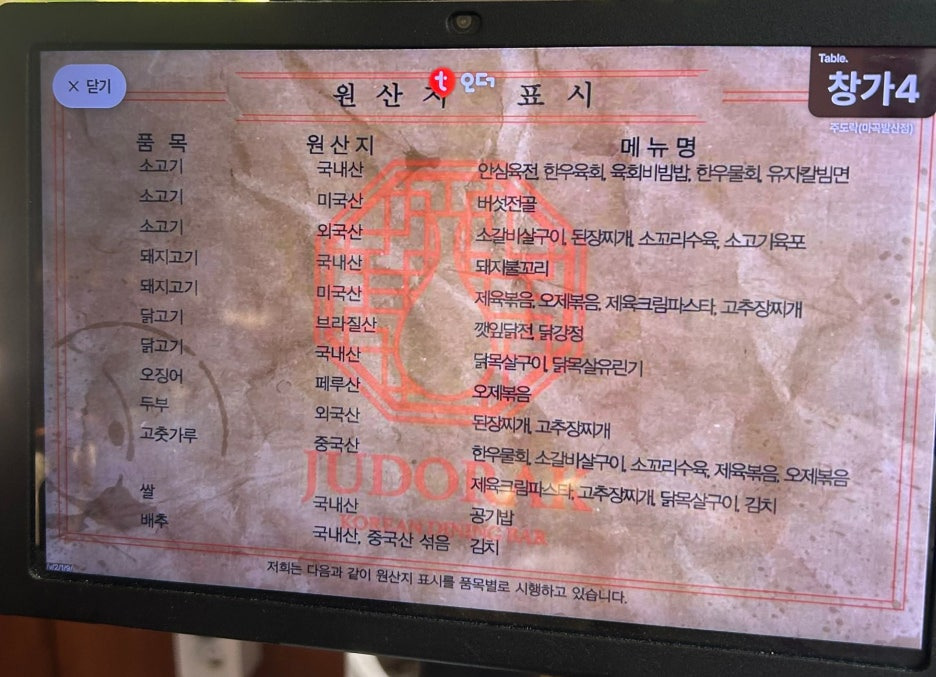 × 닫기
t오더
Table.
창가4
주도락(마곡발산점)
원산지 표시
품목 원산지 메뉴명
소고기 국내산 안심육전, 한우육회, 육회비빔밥, 한우물회, 유자칼빔면
소고기 미국산 버섯전골
소고기 외국산 소갈비살구이, 된장찌개, 소꼬리수육, 소고기육포
돼지고기 국내산 돼지불꼬리
돼지고기 미국산 제육볶음, 오제볶음, 제육크림파스타, 고추장찌개
닭고기 브라질산 깻잎닭전, 닭강정
닭고기 국내산 닭목살구이, 닭목살유린기
오징어 페루산 오제볶음
두부 외국산 된장찌개, 고추장찌개
고춧가루 중국산 한우물회, 소갈비살구이, 소꼬리수육, 제육볶음, 오제볶음
제육크림파스타, 고추장찌개, 닭목살구이, 김치
쌀 국내산 공기밥
배추 국내산, 중국산 섞음 김치
JUDORAK
KOREAN DINING BAR
저희는 다음과 같이 원산지 표시를 품목별로 시행하고 있습니다.